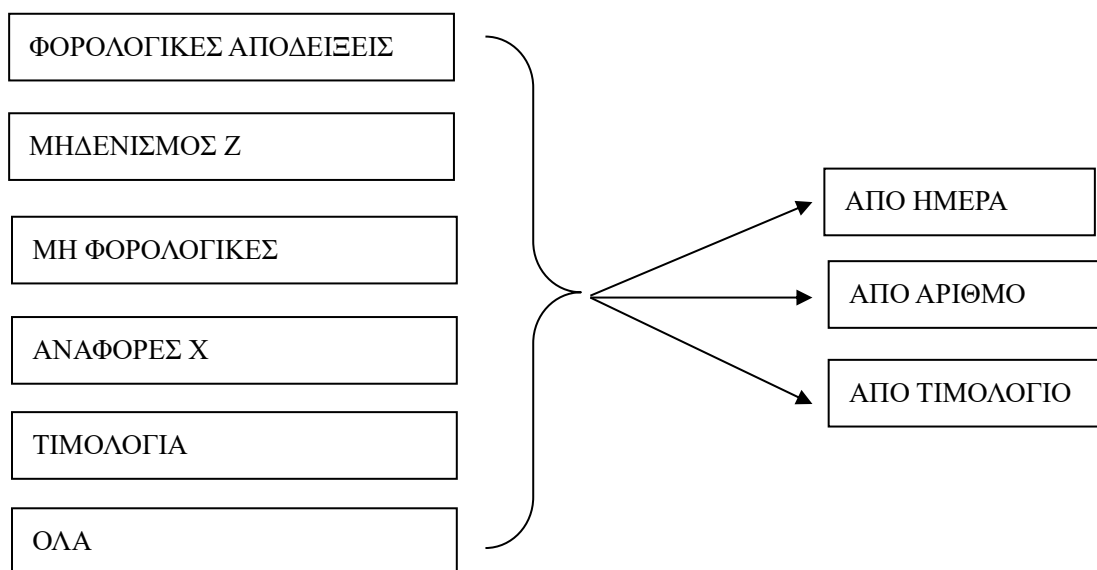 ΦΟΡΟΛΟΓΙΚΕΣ ΑΠΟΔΕΙΞΕΙΣ
ΜΗΔΕΝΙΣΜΟΣ Ζ
ΜΗ ΦΟΡΟΛΟΓΙΚΕΣ
ΑΝΑΦΟΡΕΣ Χ
ΤΙΜΟΛΟΓΙΑ
ΟΛΑ
ΑΠΟ ΗΜΕΡΑ
ΑΠΟ ΑΡΙΘΜΟ
ΑΠΟ ΤΙΜΟΛΟΓΙΟ